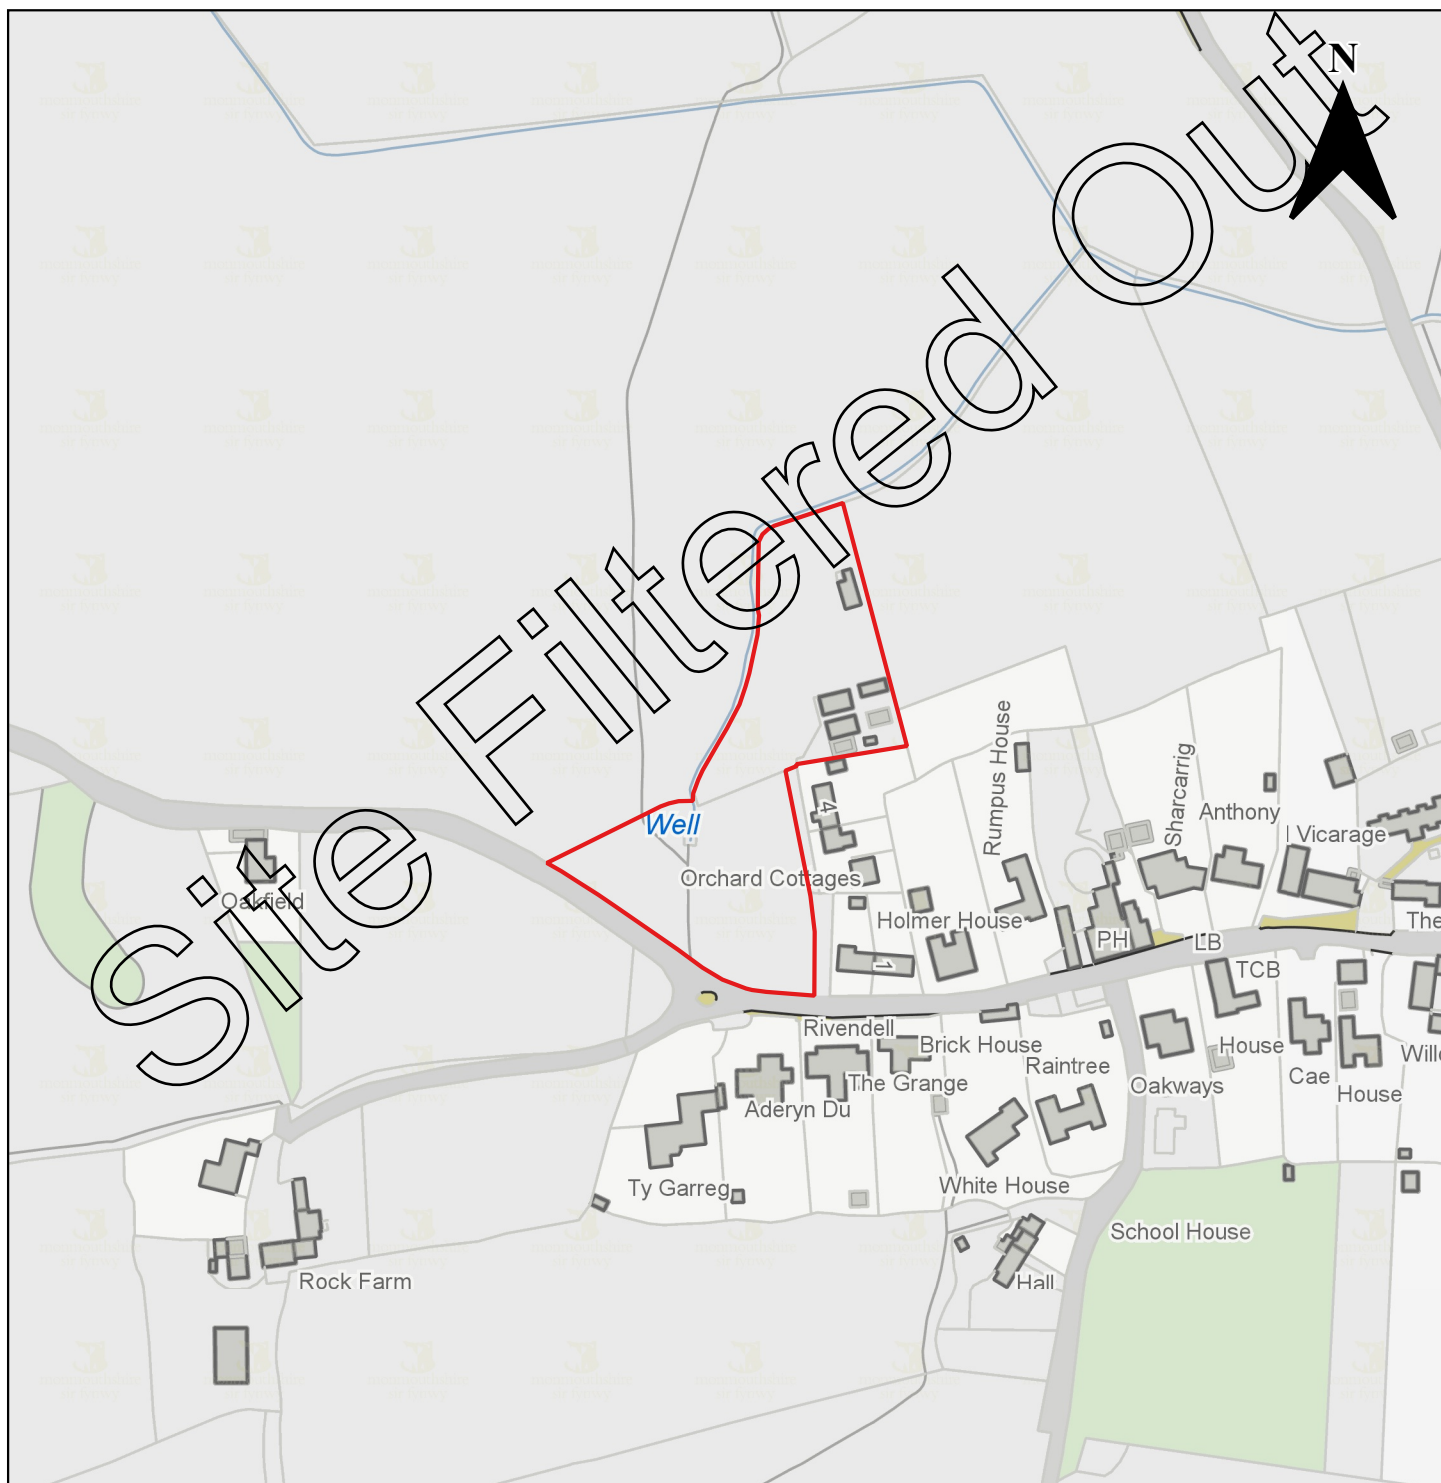 N
Site Filtered Out
Well
Orchard Cottages
4
1
Oakfield
Rumpus House
Sharcarrig
Anthony
Vicarage
Holmer House
PH
LB
The
TCB
Rivendell
Brick House
House
The Grange
Raintree
Oakways
Cae
House
Aderyn Du
Ty Garreg
White House
School House
Rock Farm
Hall